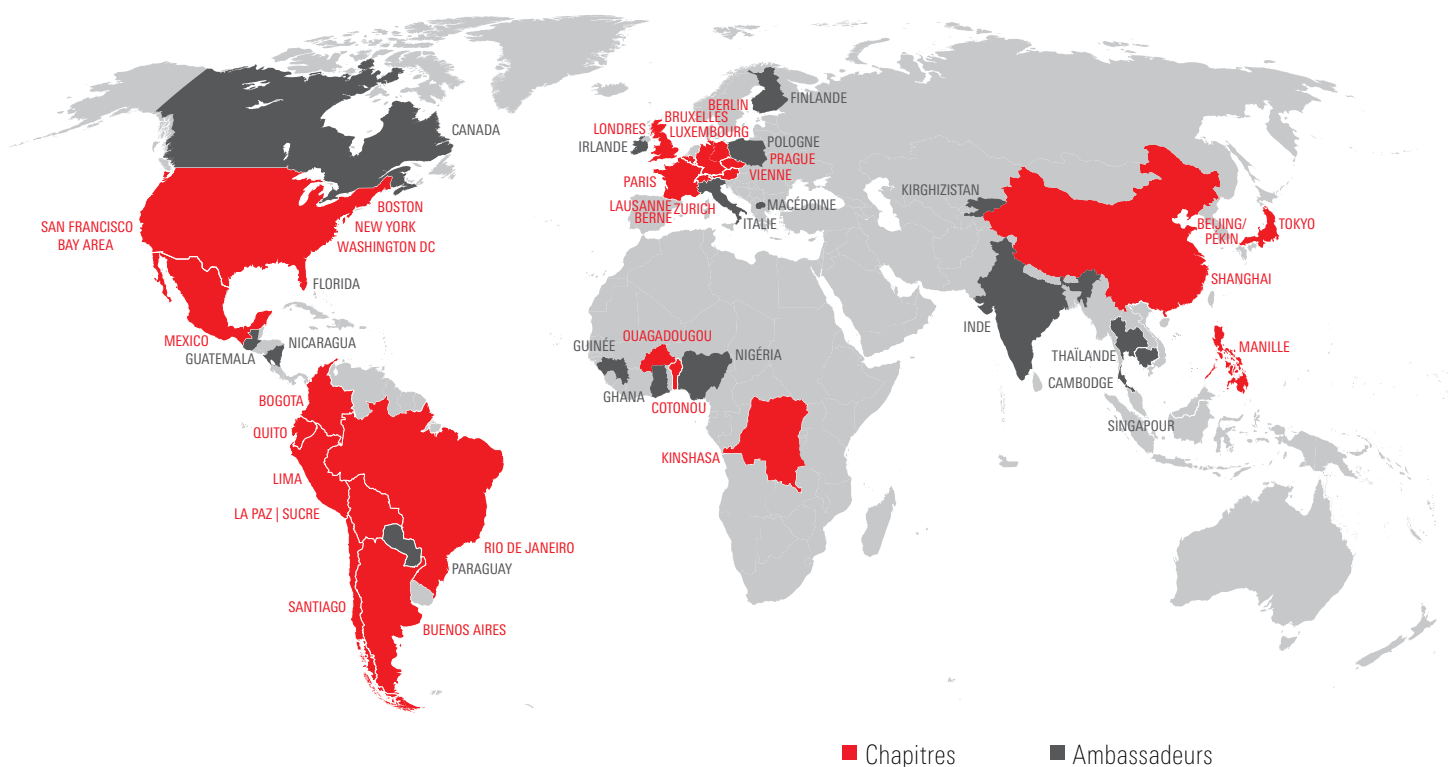 CANADA
SAN FRANCISCO
BAY AREA
BOSTON
NEW YORK
WASHINGTON DC
FLORIDA
MEXICO
GUATEMALA
NICARAGUA
BOGOTA
QUITO
LIMA
LA PAZ | SUCRE
RIO DE JANEIRO
PARAGUAY
SANTIAGO
BUENOS AIRES
FINLANDE
BERLIN
BRUXELLES
LUXEMBOURG
LONDRES
IRLANDE
POLOGNE
PRAGUE
VIENNE
PARIS
LAUSANNE
BERNE
ZURICH
MACÉDOINE
ITALIE
OUAGADOUGOU
GUINÉE
NIGÉRIA
GHANA
COTONOU
KINSHASA
KIRGHIZISTAN
BEIJING/
PÉKIN
TOKYO
SHANGHAI
INDE
THAÏLANDE
CAMBODGE
MANILLE
SINGAPOUR
Chapitres
Ambassadeurs